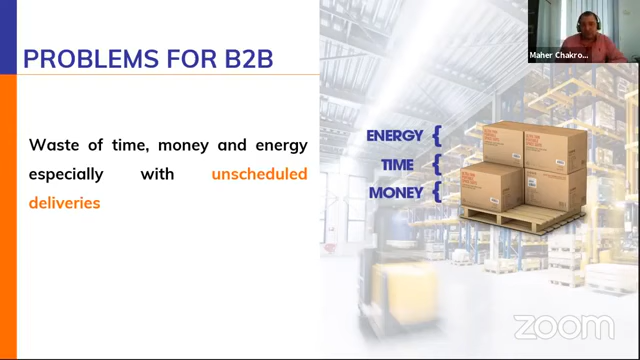 PROBLEMS FOR B2B
Maher Chakro...
Waste of time, money and energy
especially with unscheduled
deliveries
ENERGY {
TIME {
MONEY {
zoom